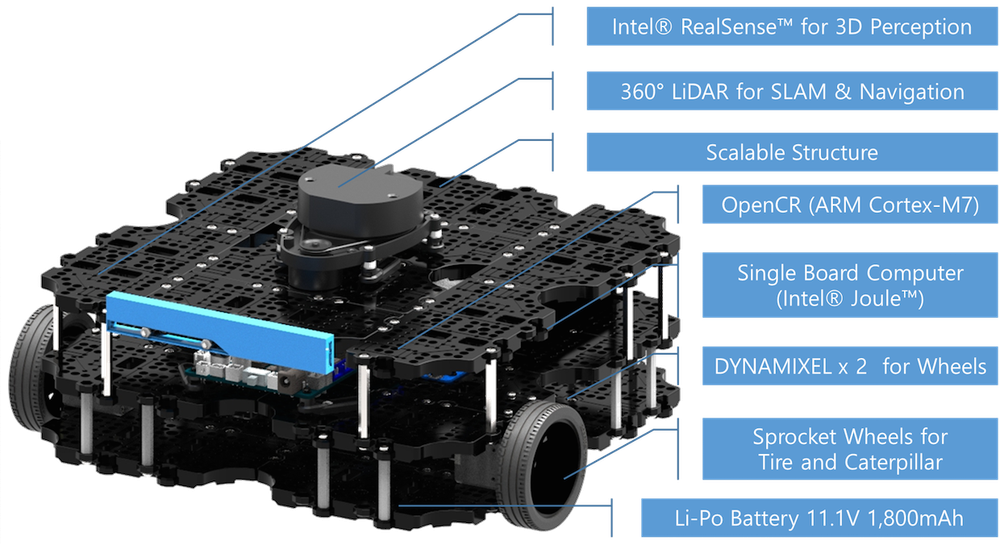 Intel® RealSense™ for 3D Perception
360° LiDAR for SLAM & Navigation
Scalable Structure
OpenCR (ARM Cortex-M7)
Single Board Computer
(Intel® Joule™)
DYNAMIXEL x 2 for Wheels
Sprocket Wheels for
Tire and Caterpillar
Li-Po Battery 11.1V 1,800mAh